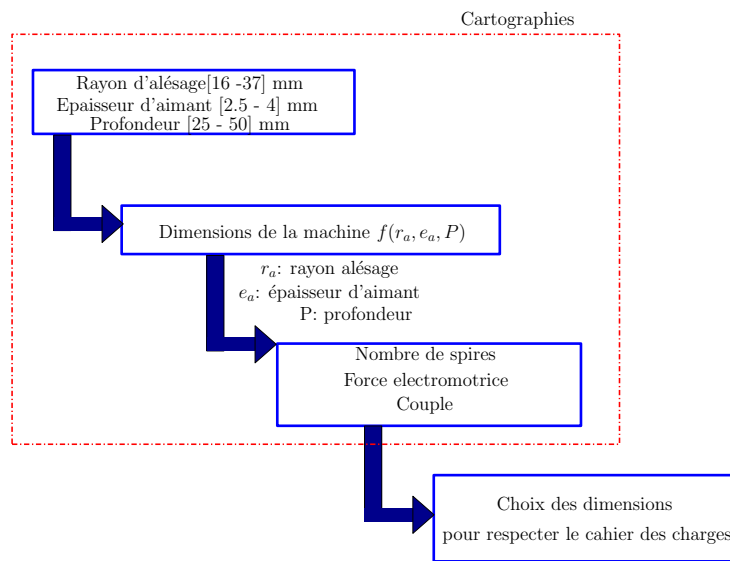 Cartographies
Rayon d'alésage[16 -37] mm
Epaisseur d'aimant [2.5 - 4] mm
Profondeur [25 - 50] mm
Dimensions de la machine $f(r_a, e_a, P)$
$r_a$: rayon alésage
$e_a$: épaisseur d'aimant
P: profondeur
Nombre de spires
Force electromotrice
Couple
Choix des dimensions
pour respecter le cahier des charges